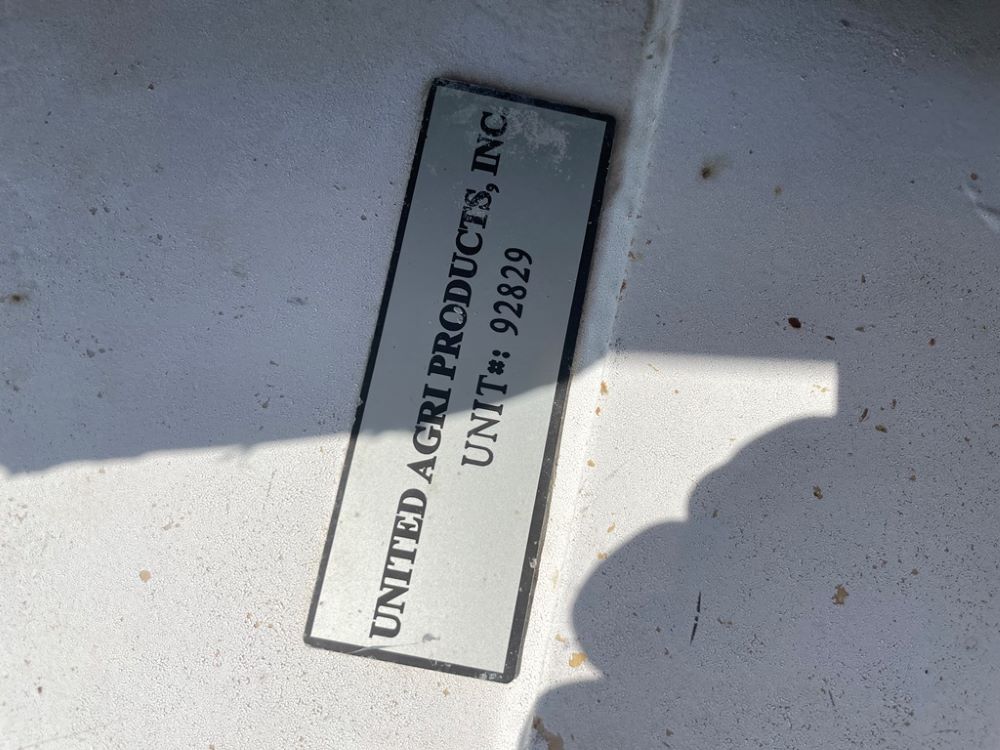 UNITED AGRI PRODUCTS, INC
UNIT#: 92829